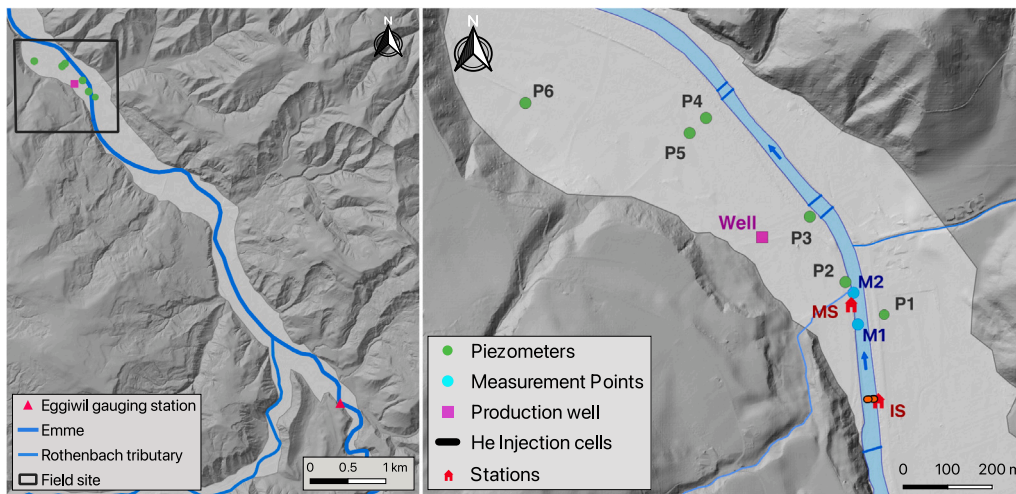 N
Eggiwil gauging station
Emme
Rothenbach tributary
Field site
0 0.5 1 km
N
P6
P4
P5
Well
P3
P2
M2
MS
P1
M1
IS
Piezometers
Measurement Points
Production well
He Injection cells
Stations
0 100 200 m